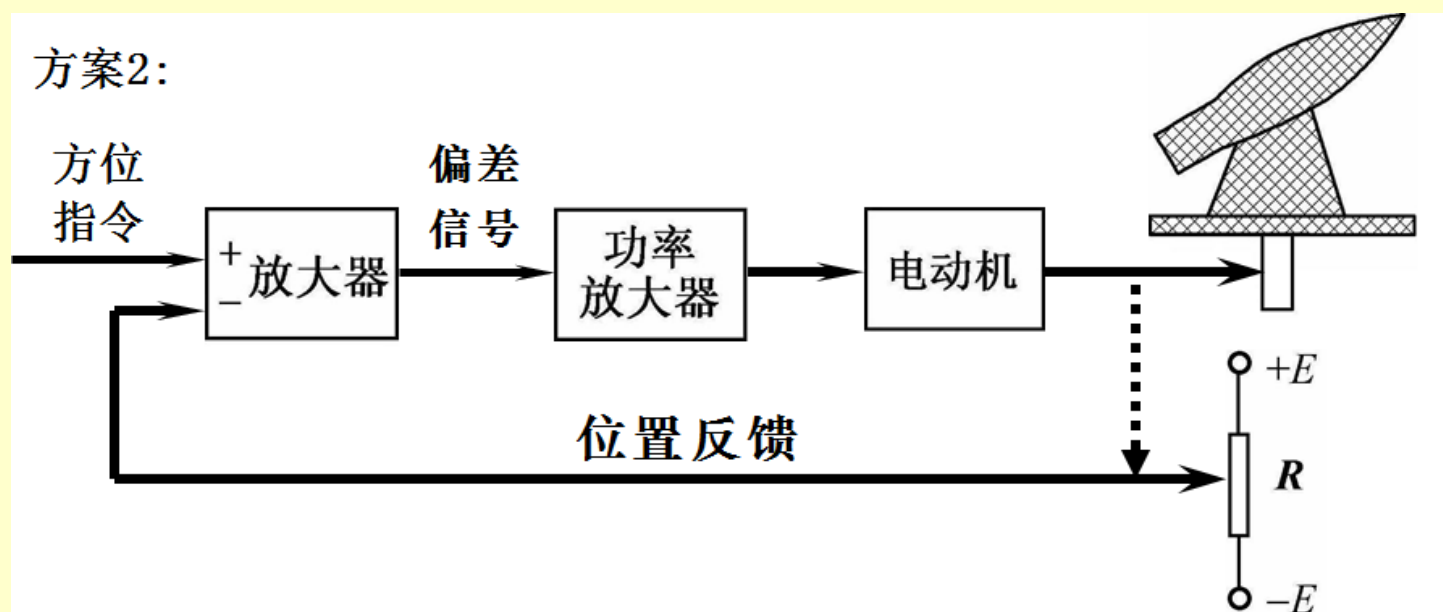 方案2:
方位
指令
偏差
信号
+
−
放大器
功率
放大器
电动机
+E
位置反馈
R
−E